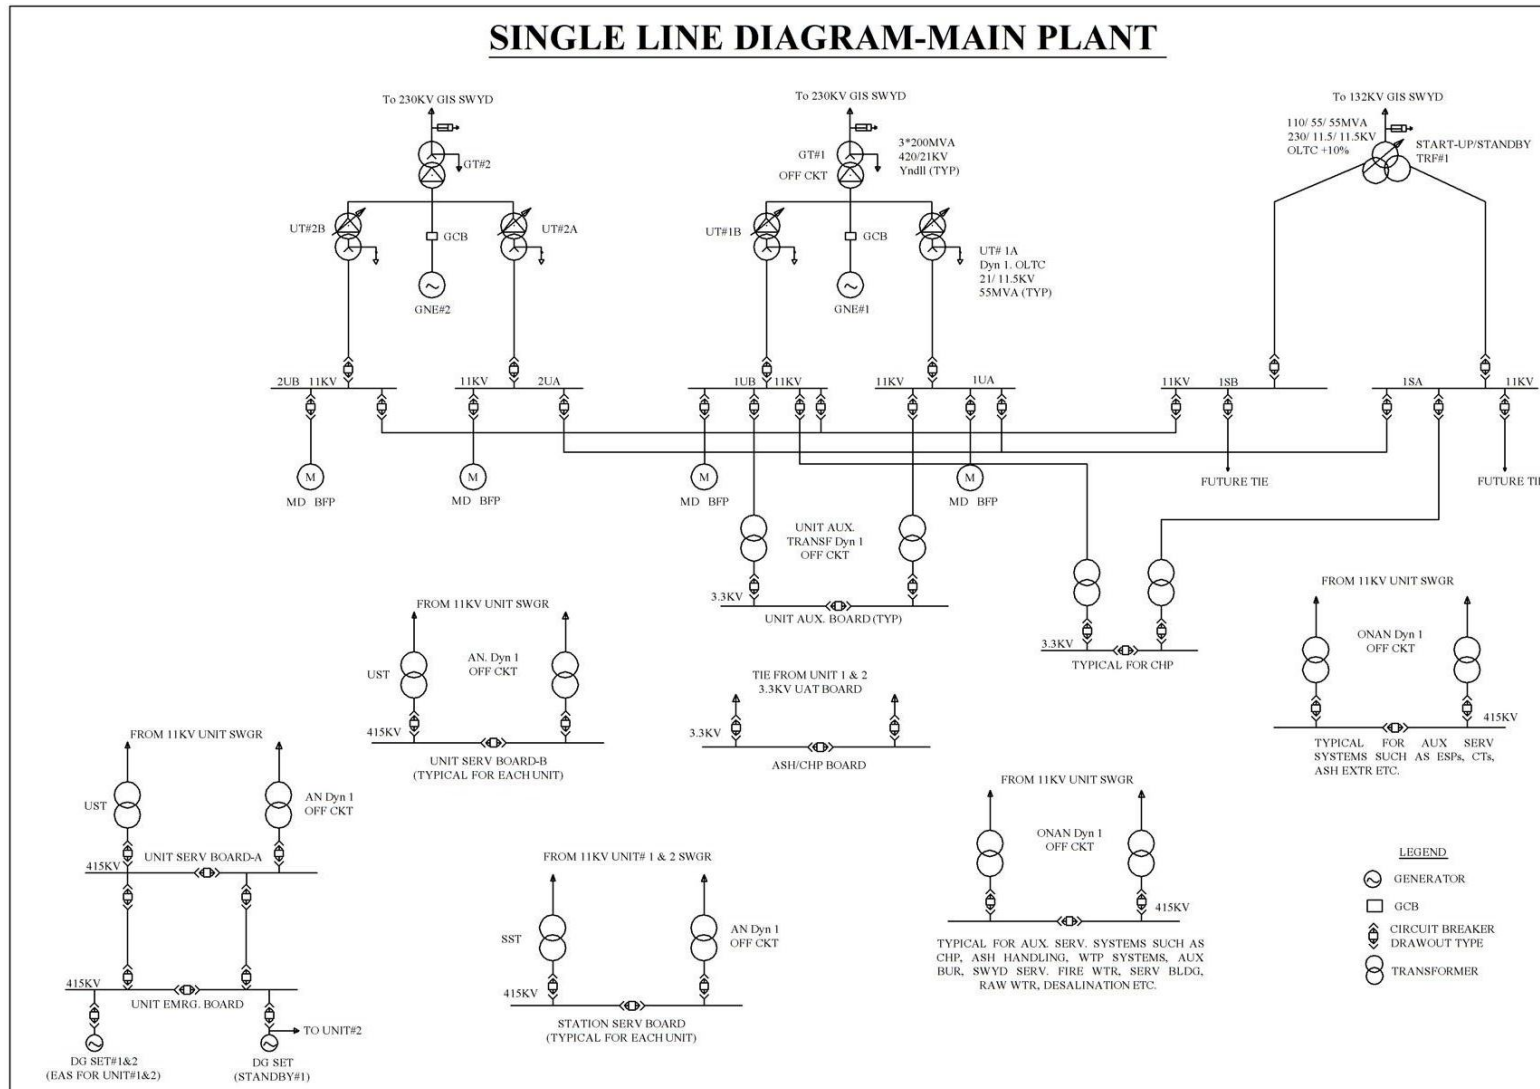 SINGLE LINE DIAGRAM-MAIN PLANT
To 230KV GIS SWYD
To 230KV GIS SWYD
To 132KV GIS SWYD
GT#2
GT#1
OFF CKT
3*200MVA
420/21KV
Yndll (TYP)
110/ 55/ 55MVA
230/ 11.5/ 11.5KV
OLTC +10%
START-UP/STANDBY
TRF#1
UT#2B
GCB
UT#2A
GNE#2
UT#1B
GCB
GNE#1
UT# 1A
Dyn 1. OLTC
21/ 11.5KV
55MVA (TYP)
2UB 11KV
11KV 2UA
1UB 11KV
11KV 1UA
11KV 1SB
1SA 11KV
M
MD BFP
M
MD BFP
M
MD BFP
M
MD BFP
FUTURE TIE
FUTURE TIE
UNIT AUX.
TRANSF Dyn 1
OFF CKT
3.3KV
UNIT AUX. BOARD (TYP)
3.3KV
TYPICAL FOR CHP
FROM 11KV UNIT SWGR
ONAN Dyn 1
OFF CKT
415KV
TYPICAL FOR AUX SERV
SYSTEMS SUCH AS ESPs, CTs,
ASH EXTR ETC.
FROM 11KV UNIT SWGR
UST
AN. Dyn 1
OFF CKT
415KV
UNIT SERV BOARD-B
(TYPICAL FOR EACH UNIT)
TIE FROM UNIT 1 & 2
3.3KV UAT BOARD
3.3KV
ASH/CHP BOARD
FROM 11KV UNIT SWGR
UST
AN Dyn 1
OFF CKT
415KV
UNIT SERV BOARD-A
415KV
UNIT EMRG. BOARD
TO UNIT#2
DG SET#1&2
(EAS FOR UNIT#1&2)
DG SET
(STANDBY#1)
FROM 11KV UNIT# 1 & 2 SWGR
SST
AN Dyn 1
OFF CKT
415KV
STATION SERV BOARD
(TYPICAL FOR EACH UNIT)
FROM 11KV UNIT SWGR
ONAN Dyn 1
OFF CKT
415KV
TYPICAL FOR AUX. SERV. SYSTEMS SUCH AS
CHP, ASH HANDLING, WTP SYSTEMS, AUX
BUR, SWYD SERV. FIRE WTR, SERV BLDG,
RAW WTR, DESALINATION ETC.
LEGEND
GENERATOR
GCB
CIRCUIT BREAKER
DRAWOUT TYPE
TRANSFORMER